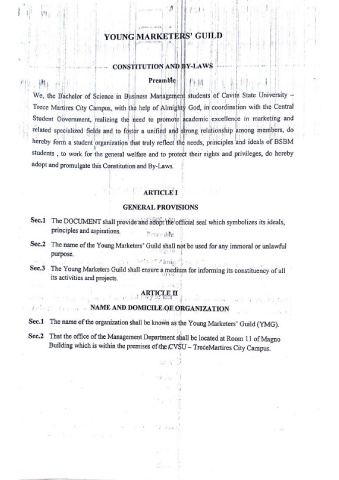 YOUNG MARKETERS' GUILD
CONSTITUTION AND BY-LAWS
Preamble
We, the Bachelor of Science in Business Management students of Cavite State University –
Trece Martires City Campus, with the help of Almighty God, in coordination with the Central
Student Government, realizing the need to promote academic excellence in marketing and
related specialized fields and to foster a unified and strong relationship among members, do
hereby form a student organization that truly reflect the needs, principles and ideals of BSBM
students , to work for the general welfare and to protect their rights and privileges, do hereby
adopt and promulgate this Constitution and By-Laws.
ARTICLE I
GENERAL PROVISIONS
Sec.1 The DOCUMENT shall provide and adopt the official seal which symbolizes its ideals,
principles and aspirations.
Sec.2 The name of the Young Marketers' Guild shall not be used for any immoral or unlawful
purpose.
Sec.3 The Young Marketers Guild shall ensure a medium for informing its constituency of all
its activities and projects.
ARTICLE II
NAME AND DOMICILE OF ORGANIZATION
Sec.1 The name of the organization shall be known as the Young Marketers' Guild (YMG).
Sec.2 That the office of the Management Department shall be located at Room 11 of Magno
Building which is within the premises of the CVSU – TreceMartires City Campus.